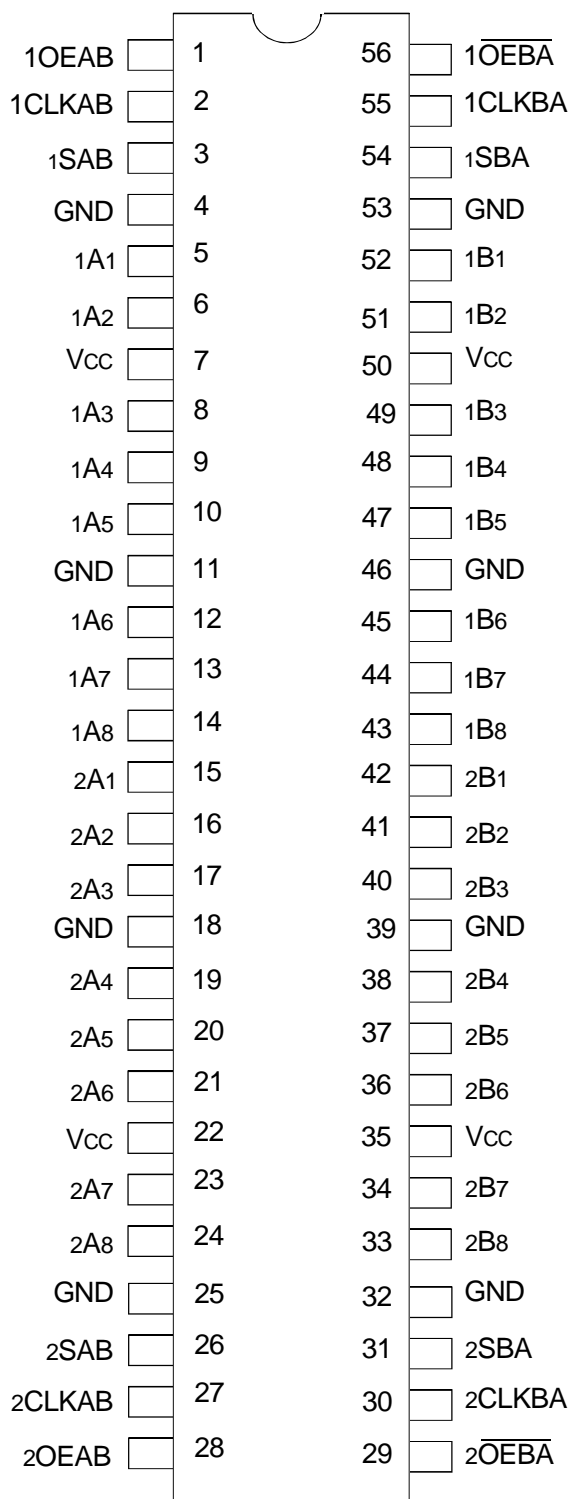 1OEAB 1 56 1O̅E̅B̅A̅
1CLKAB 2 55 1CLKBA
1SAB 3 54 1SBA
GND 4 53 GND
1A1 5 52 1B1
1A2 6 51 1B2
VCC 7 50 VCC
1A3 8 49 1B3
1A4 9 48 1B4
1A5 10 47 1B5
GND 11 46 GND
1A6 12 45 1B6
1A7 13 44 1B7
1A8 14 43 1B8
2A1 15 42 2B1
2A2 16 41 2B2
2A3 17 40 2B3
GND 18 39 GND
2A4 19 38 2B4
2A5 20 37 2B5
2A6 21 36 2B6
VCC 22 35 VCC
2A7 23 34 2B7
2A8 24 33 2B8
GND 25 32 GND
2SAB 26 31 2SBA
2CLKAB 27 30 2CLKBA
2OEAB 28 29 2O̅E̅B̅A̅